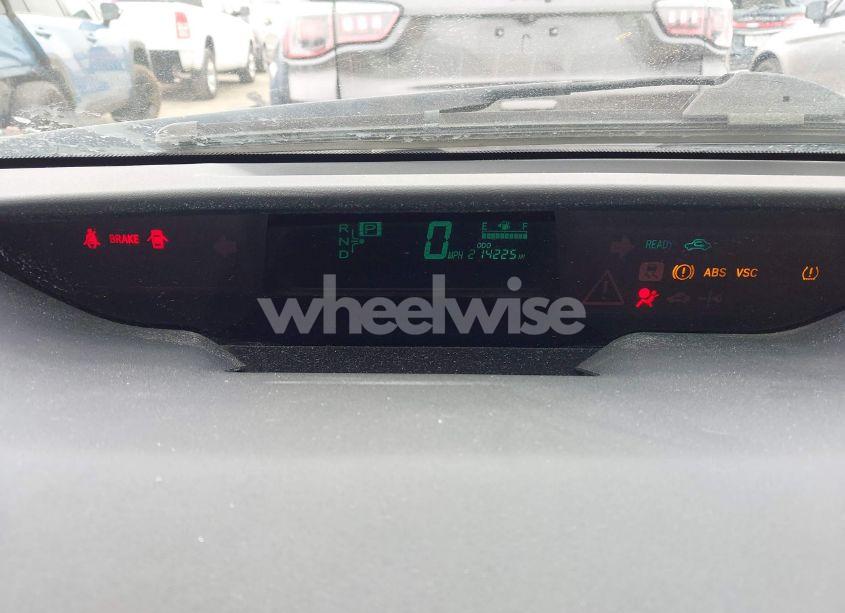 R
N
D
P
0 MPH
E F
ODO
214225
BRAKE
READY
ABS VSC
wheelwise